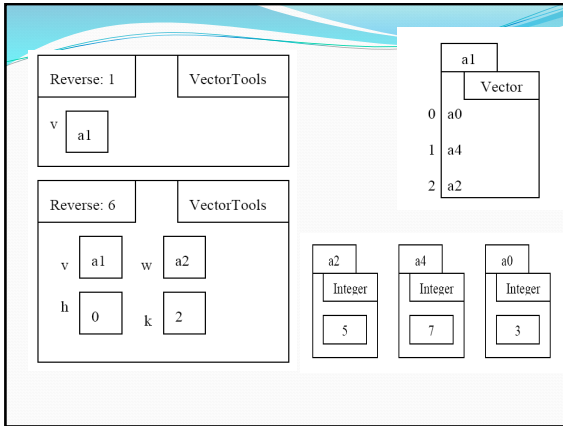 Reverse: 1 VectorTools
v a1
Reverse: 6 VectorTools
v a1 w a2
h 0 k 2
a1
Vector
0 a0
1 a4
2 a2
a2 a4 a0
Integer Integer Integer
5 7 3